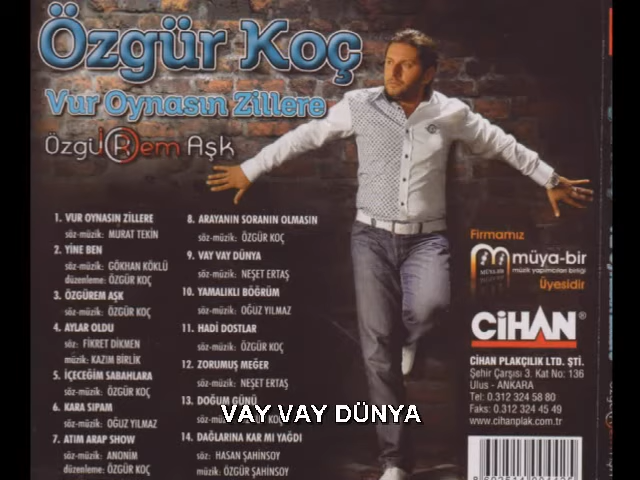 Özgür Koç
Vur Oynasın Zillere
ÖzgüRem Aşk
1. VUR OYNASIN ZILLERE
söz-müzik: MURAT TEKİN
2. YİNE BEN
söz-müzik: GÖKHAN KÖKLÜ
düzenleme: ÖZGÜR KOÇ
3. ÖZGÜREM AŞK
söz-müzik: ÖZGÜR KOÇ
4. AYLAR OLDU
söz: FİKRET DİKMEN
müzik: KAZIM BİRLİK
5. İÇECEĞİM SABAHLARA
söz-müzik: ÖZGÜR KOÇ
6. KARA SIPAM
söz-müzik: OĞUZ YILMAZ
7. ATIM ARAP SHOW
söz-müzik: ANONİM
düzenleme: ÖZGÜR KOÇ
8. ARAYANIN SORANIN OLMASIN
söz-müzik: ÖZGÜR KOÇ
9. VAY VAY DÜNYA
söz-müzik: NEŞET ERTAŞ
10. YAMALIKLI BÖĞRÜM
söz-müzik: OĞUZ YILMAZ
11. HADİ DOSTLAR
söz-müzik: ÖZGÜR KOÇ
12. ZORUMUŞ MEĞER
söz-müzik: NEŞET ERTAŞ
13. DOĞUM GÜNÜ
14. DAĞLARINA KAR MI YAĞDI
söz: HASAN ŞAHİNSOY
müzik: ÖZGÜR ŞAHİNSOY
Firmamız
müya-bir
müzik yapımcıları birliği
MÜYA-BİR
Üyesidir
CİHAN®
CİHAN PLAKÇILIK LTD. ŞTİ.
Şehir Çarşısı 3. Kat No: 136
Ulus - ANKARA
Tel: 0.312 324 58 80
Faks: 0.312 324 45 49
www.cihanplak.com.tr
VAY VAY DÜNYA